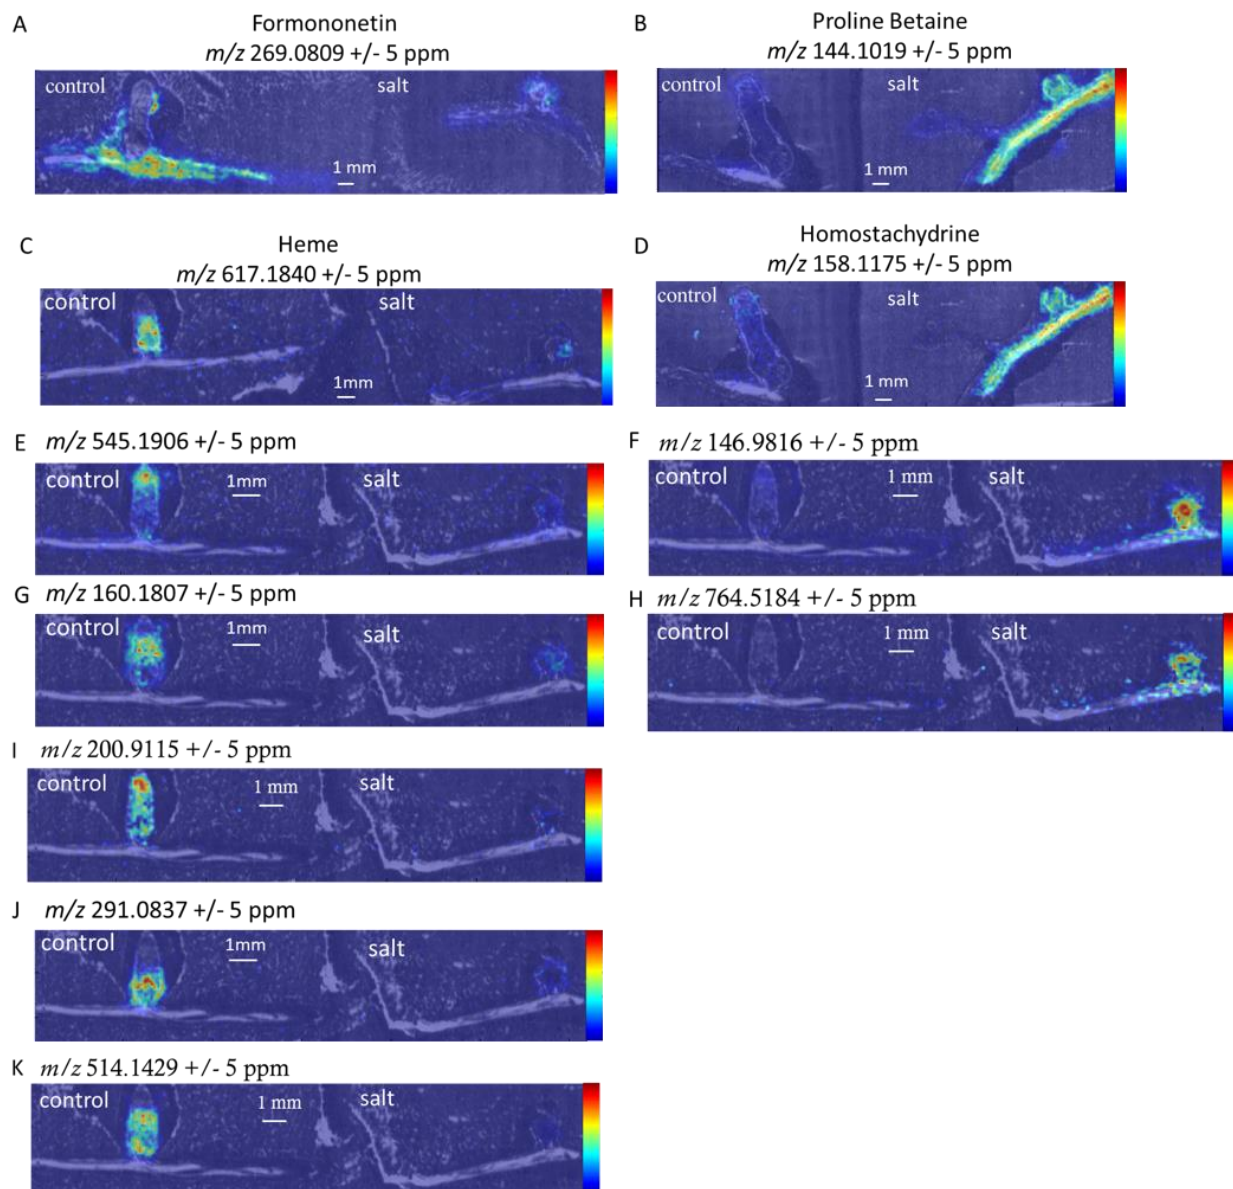 A
Formononetin
m/z 269.0809 +/- 5 ppm
control
salt
1 mm
B
Proline Betaine
m/z 144.1019 +/- 5 ppm
control
salt
1 mm
C
Heme
m/z 617.1840 +/- 5 ppm
control
salt
1mm
D
Homostachydrine
m/z 158.1175 +/- 5 ppm
control
salt
1 mm
E m/z 545.1906 +/- 5 ppm
control
1mm
salt
F m/z 146.9816 +/- 5 ppm
control
1 mm
salt
G m/z 160.1807 +/- 5 ppm
control
1mm
salt
H m/z 764.5184 +/- 5 ppm
control
1 mm
salt
I m/z 200.9115 +/- 5 ppm
control
1 mm
salt
J m/z 291.0837 +/- 5 ppm
control
1mm
salt
K m/z 514.1429 +/- 5 ppm
control
1 mm
salt